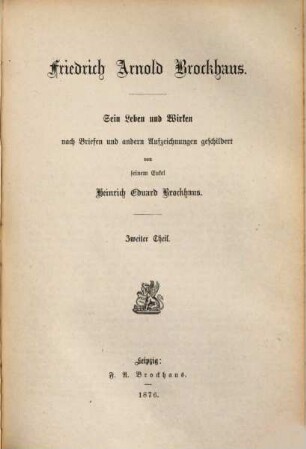 Friedrich Arnold Brockhaus.
Sein Leben und Wirken
nach Briefen und andern Aufzeichnungen geschildert
von
seinem Enkel
Heinrich Eduard Brockhaus.
Zweiter Theil.
Leipzig:
F. A. Brockhaus.
1876.